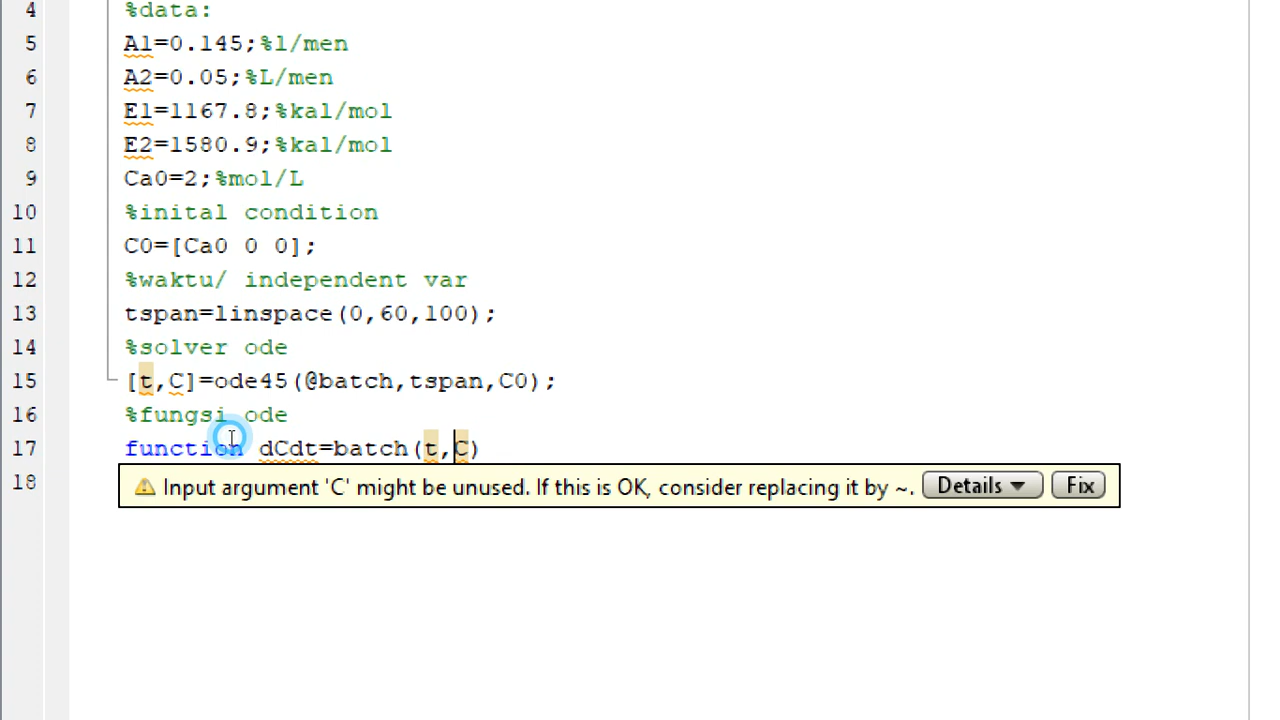 4 %data:
5 A1=0.145;%l/men
6 A2=0.05;%L/men
7 E1=1167.8;%kal/mol
8 E2=1580.9;%kal/mol
9 Ca0=2;%mol/L
10 %inital condition
11 C0=[Ca0 0 0];
12 %waktu/ independent var
13 tspan=linspace(0,60,100);
14 %solver ode
15 [t,C]=ode45(@batch,tspan,C0);
16 %fungsi ode
17 function dCdt=batch(t,C)
18 Input argument 'C' might be unused. If this is OK, consider replacing it by ~. Details Fix